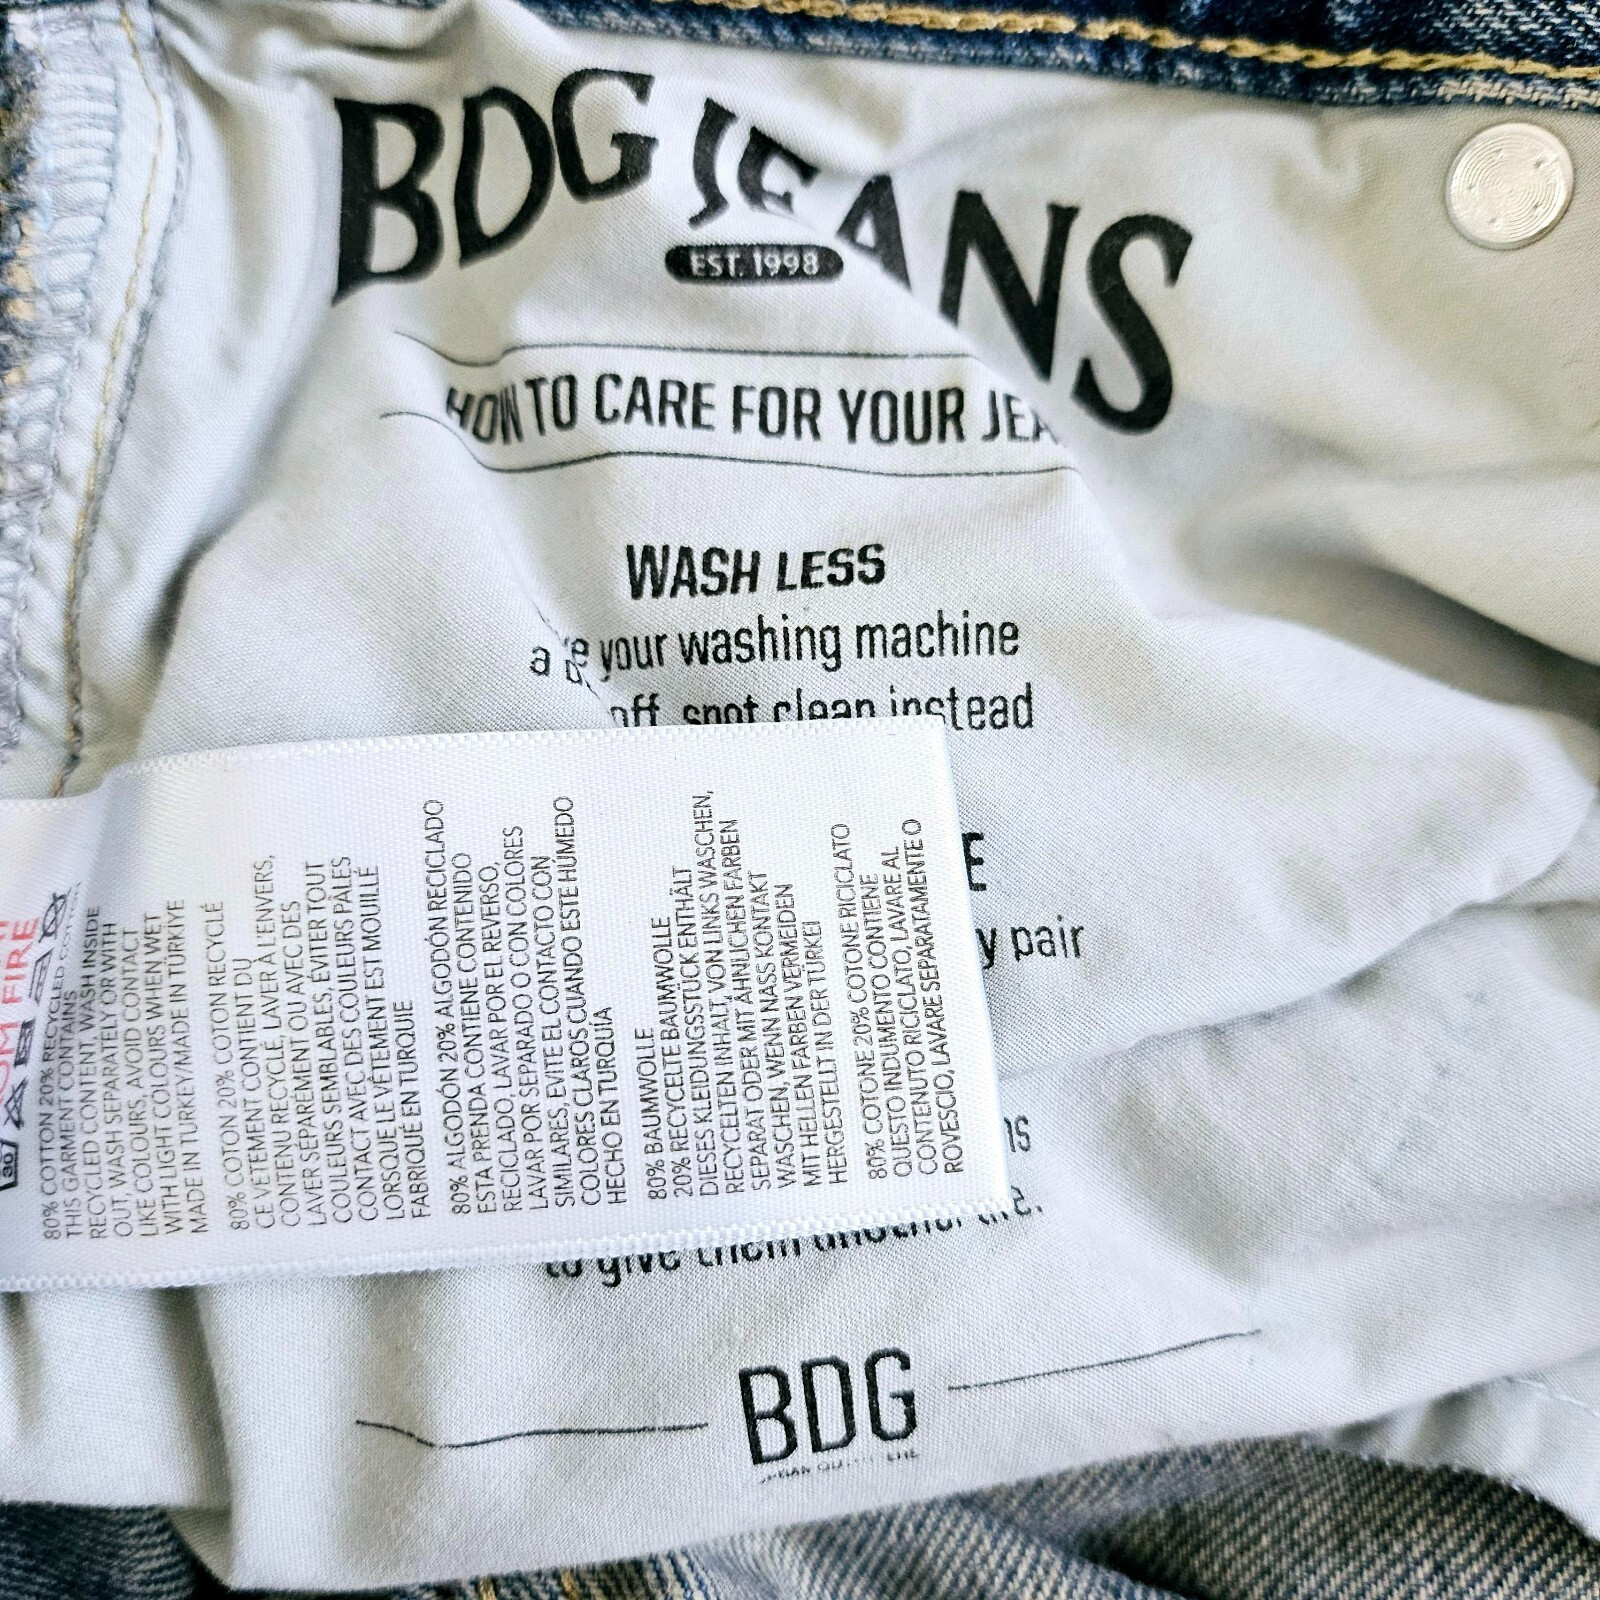 BDG JEANS
EST. 1998
HOW TO CARE FOR YOUR
WASH LESS
your washing machine
off, spot clean instead
pair
to give them another
BDG
FIRE
30
80% COTTON 20% RECYCLED COTTON
THIS GARMENT CONTAINS
RECYCLED CONTENT, WASH INSIDE
OUT, WASH SEPARATELY OR WITH
LIKE COLOURS, AVOID CONTACT
WITH LIGHT COLOURS WHEN WET
MADE IN TURKEY/MADE IN TÜRKIYE
80% COTON 20% COTON RECYCLÉ
CE VETEMENT CONTIENT DU
CONTENU RECYCLÉ, LAVER À L'ENVERS,
LAVER SEPARÉMENT OU AVEC DES
COULEURS SEMBLABLES, ÉVITER TOUT
CONTACT AVEC DES COULEURS PÂLES
LORSQUE LE VÊTEMENT EST MOUILLÉ
FABRIQUÉ EN TURQUIE
80% ALGODÓN 20% ALGODÓN RECICLADO
ESTA PRENDA CONTIENE CONTENIDO
RECICLADO, LAVAR POR EL REVERSO,
LAVAR POR SEPARADO O CON COLORES
SIMILARES, EVITE EL CONTACTO CON
COLORES CLAROS CUANDO ESTE HÚMEDO
HECHO EN TURQUÍA
80% BAUMWOLLE
20% RECYCELTE BAUMWOLLE
DIESES KLEIDUNGSSTÜCK ENTHÄLT
RECYCELTEN INHALT, VON LINKS WASCHEN,
SEPARAT ODER MIT ÄHNLICHEN FARBEN
WASCHEN, WENN NASS KONTAKT
MIT HELLEN FARBEN VERMEIDEN
HERGESTELLT IN DER TÜRKEI
80% COTONE 20% COTONE RICICLATO
QUESTO INDUMENTO CONTIENE
CONTENUTO RICICLATO, LAVARE AL
ROVESCIO, LAVARE SEPARATAMENTE O